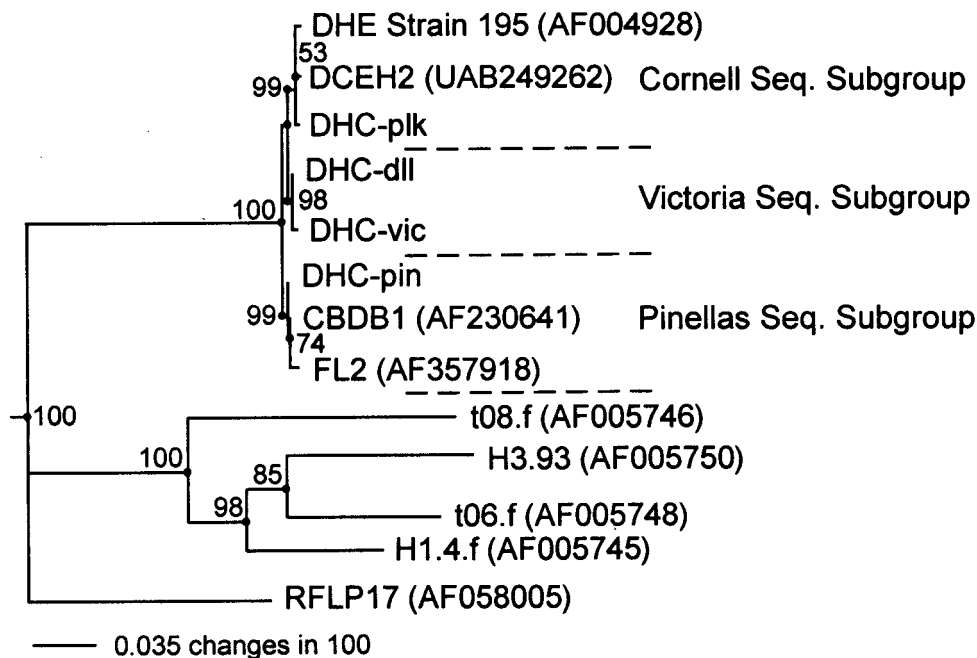 DHE Strain 195 (AF004928)
53
99 DCEH2 (UAB249262) Cornell Seq. Subgroup
DHC-plk
DHC-dll
98 Victoria Seq. Subgroup
100
DHC-vic
DHC-pin
99 CBDB1 (AF230641) Pinellas Seq. Subgroup
74
FL2 (AF357918)
100 t08.f (AF005746)
100 H3.93 (AF005750)
85
98 t06.f (AF005748)
H1.4.f (AF005745)
RFLP17 (AF058005)
0.035 changes in 100